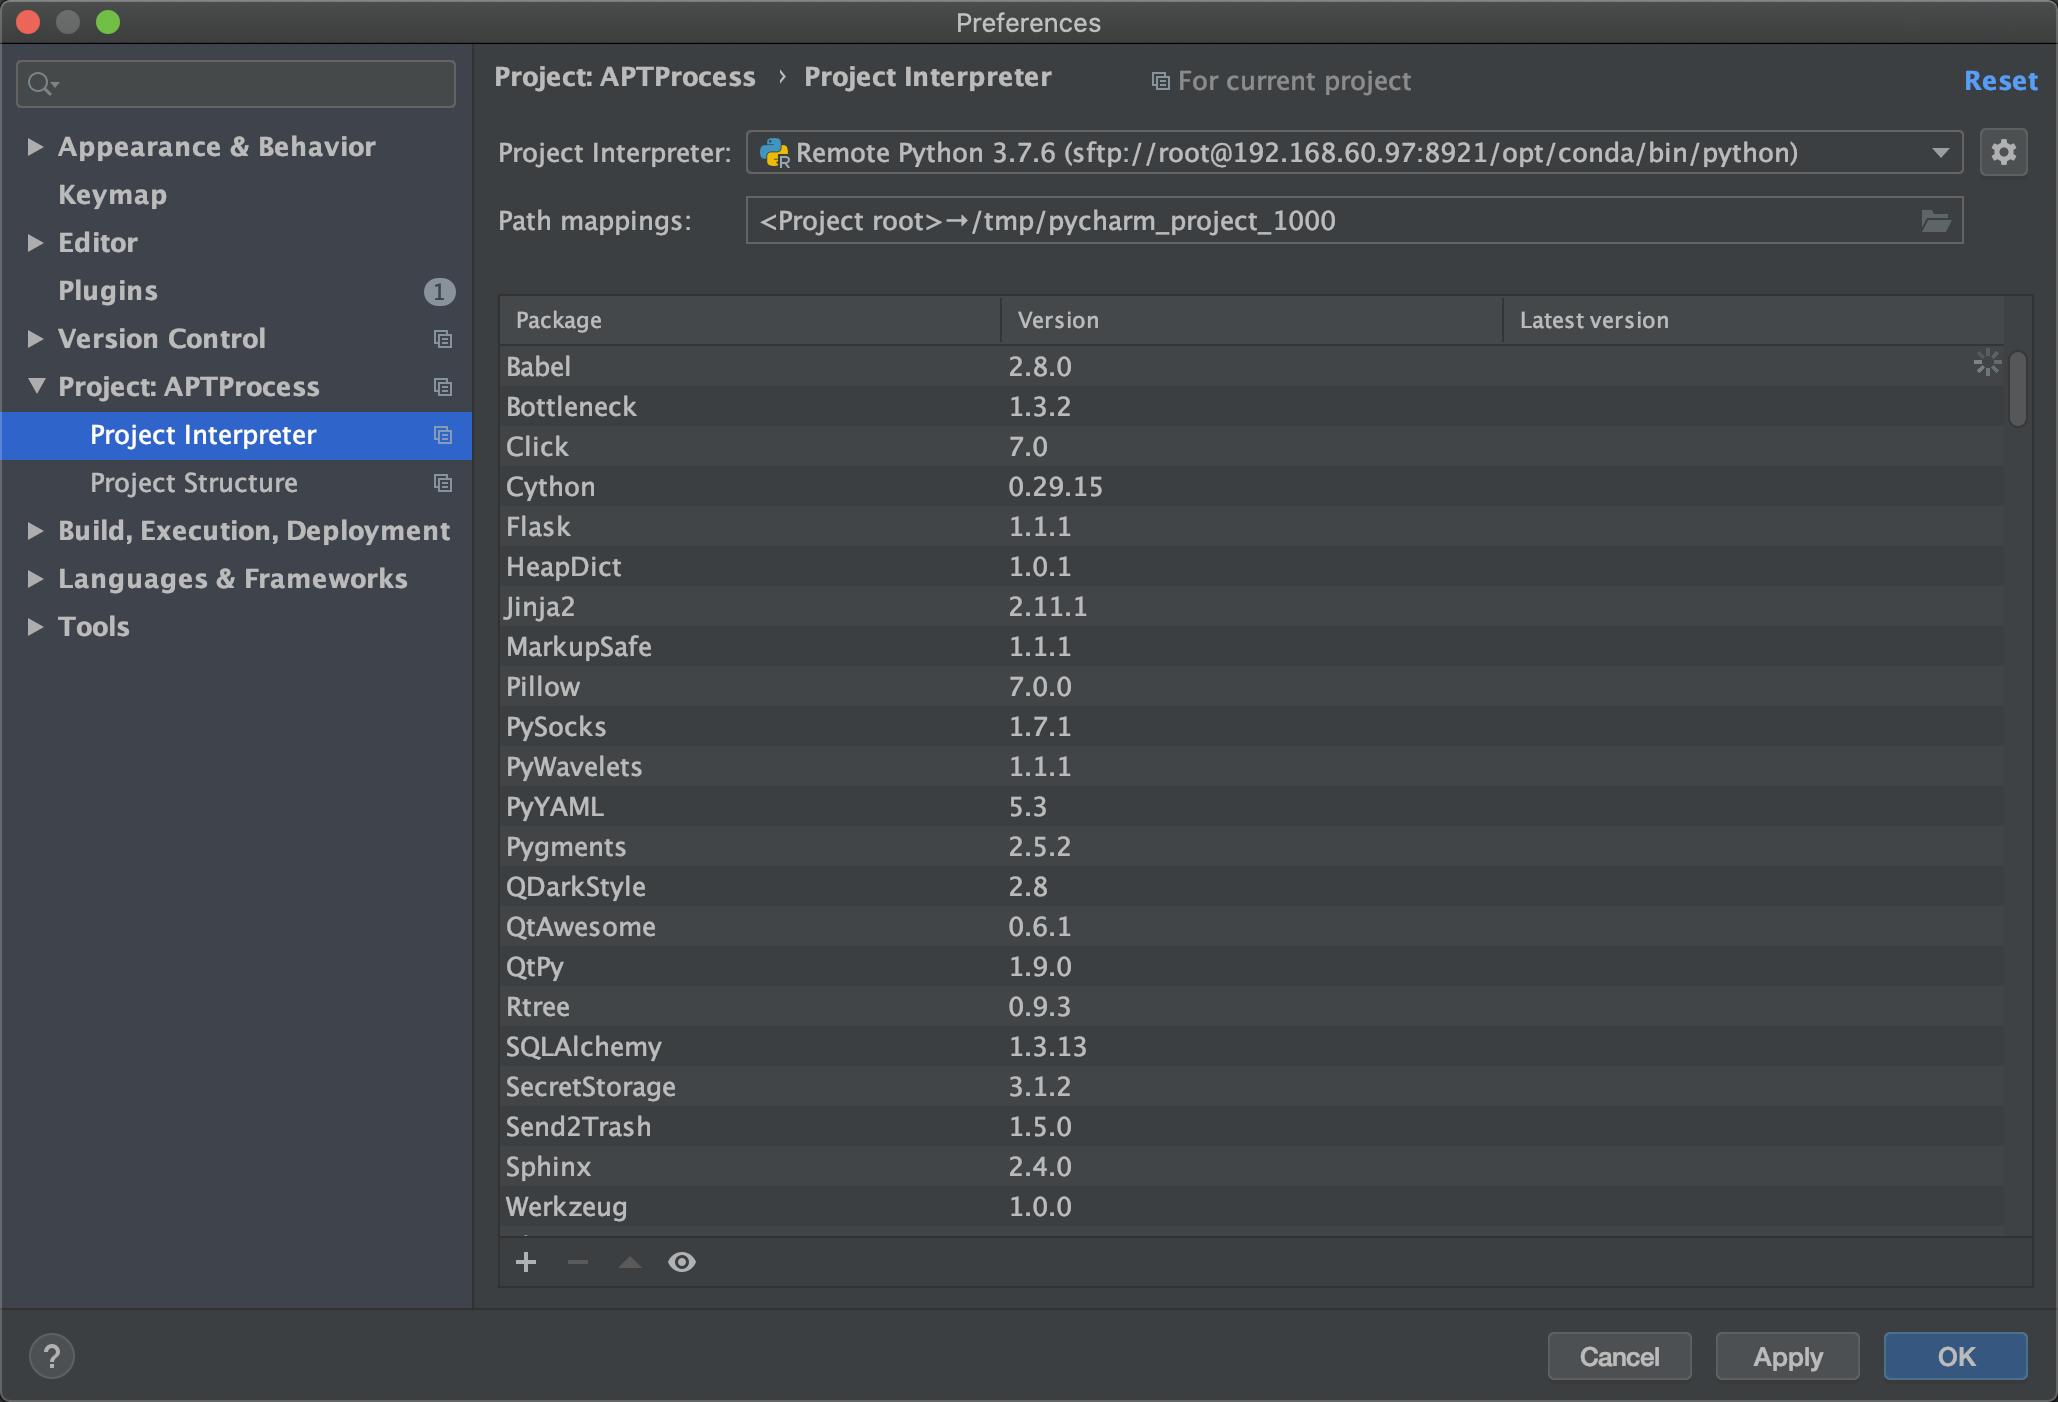 Preferences
Appearance & Behavior
Keymap
Editor
Plugins 1
Version Control
Project: APTProcess
Project Interpreter
Project Structure
Build, Execution, Deployment
Languages & Frameworks
Tools
Project: APTProcess › Project Interpreter For current project Reset
Project Interpreter: Remote Python 3.7.6 (sftp://root@192.168.60.97:8921/opt/conda/bin/python)
Path mappings: <Project root>→/tmp/pycharm_project_1000
Package Version Latest version
Babel 2.8.0
Bottleneck 1.3.2
Click 7.0
Cython 0.29.15
Flask 1.1.1
HeapDict 1.0.1
Jinja2 2.11.1
MarkupSafe 1.1.1
Pillow 7.0.0
PySocks 1.7.1
PyWavelets 1.1.1
PyYAML 5.3
Pygments 2.5.2
QDarkStyle 2.8
QtAwesome 0.6.1
QtPy 1.9.0
Rtree 0.9.3
SQLAlchemy 1.3.13
SecretStorage 3.1.2
Send2Trash 1.5.0
Sphinx 2.4.0
Werkzeug 1.0.0
? Cancel Apply OK